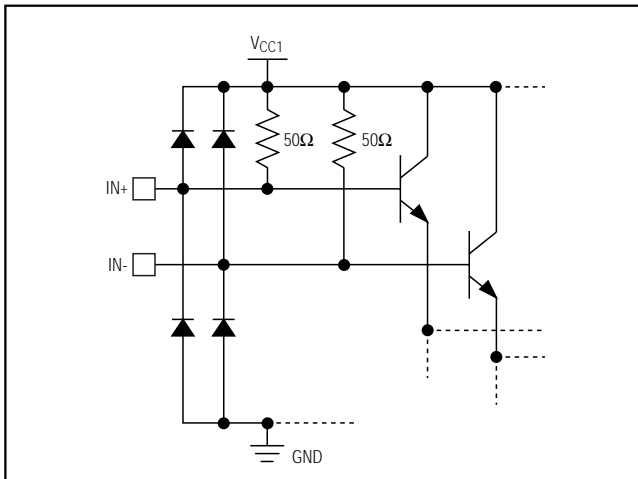 VCC1
50Ω 50Ω
IN+
IN-
GND